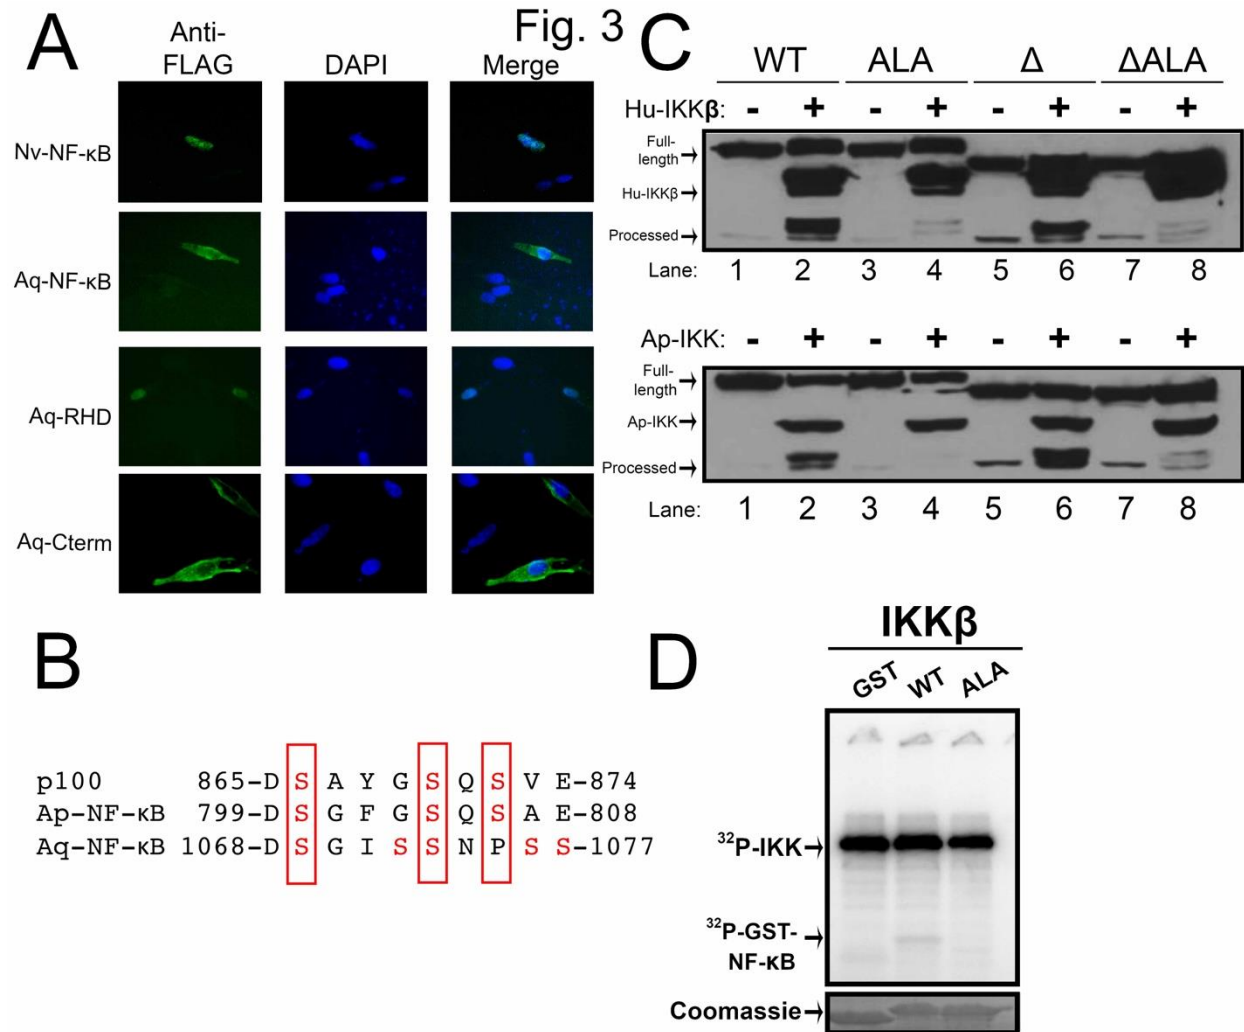 Fig. 3
A
Anti-
FLAG DAPI Merge
Nv-NF-κB
Aq-NF-κB
Aq-RHD
Aq-Cterm
B
p100 865-D S A Y G S Q S V E-874
Ap-NF-κB 799-D S G F G S Q S A E-808
Aq-NF-κB 1068-D S G I S S N P S S-1077
C
WT ALA Δ ΔALA
Hu-IKKβ: - + - + - + - +
Full-
length
Hu-IKKβ
Processed
Lane: 1 2 3 4 5 6 7 8
Ap-IKK: - + - + - + - +
Full-
length
Ap-IKK
Processed
Lane: 1 2 3 4 5 6 7 8
D
IKKβ
GST WT ALA
³²P-IKK
³²P-GST-
NF-κB
Coomassie